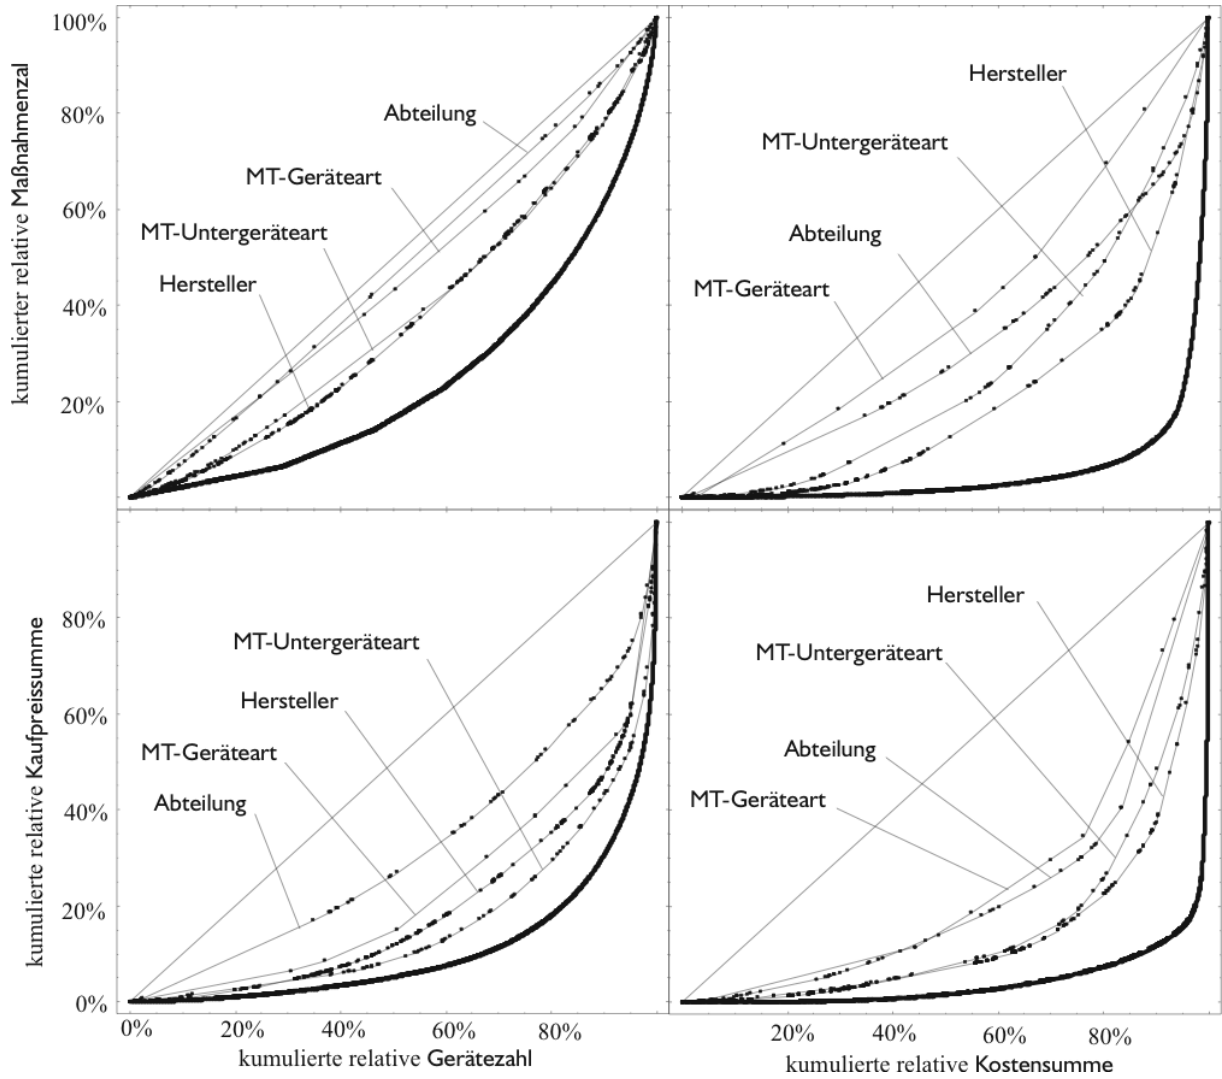 100%
80%
60%
40%
20%
kumulierter relative Maßnahmenzal
Abteilung
MT-Geräteart
MT-Untergeräteart
Hersteller
Hersteller
MT-Untergeräteart
Abteilung
MT-Geräteart
80%
60%
40%
20%
0%
kumulierte relative Kaufpreissumme
MT-Untergeräteart
Hersteller
MT-Geräteart
Abteilung
0% 20% 40% 60% 80%
kumulierte relative Gerätezahl
Hersteller
MT-Untergeräteart
Abteilung
MT-Geräteart
20% 40% 60% 80%
kumulierte relative Kostensumme